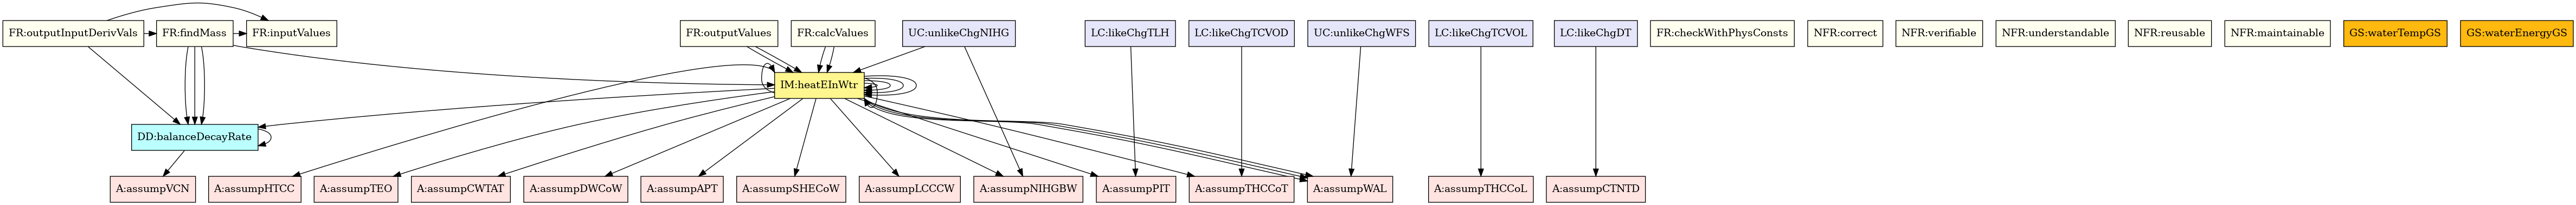 FR:outputInputDerivVals
FR:findMass
FR:inputValues
FR:outputValues
FR:calcValues
UC:unlikeChgNIHG
LC:likeChgTLH
LC:likeChgTCVOD
UC:unlikeChgWFS
LC:likeChgTCVOL
LC:likeChgDT
FR:checkWithPhysConsts
NFR:correct
NFR:verifiable
NFR:understandable
NFR:reusable
NFR:maintainable
GS:waterTempGS
GS:waterEnergyGS
IM:heatEInWtr
DD:balanceDecayRate
A:assumpVCN
A:assumpHTCC
A:assumpTEO
A:assumpCWTAT
A:assumpDWCoW
A:assumpAPT
A:assumpSHECoW
A:assumpLCCCW
A:assumpNIHGBW
A:assumpPIT
A:assumpTHCCoT
A:assumpWAL
A:assumpTHCCoL
A:assumpCTNTD